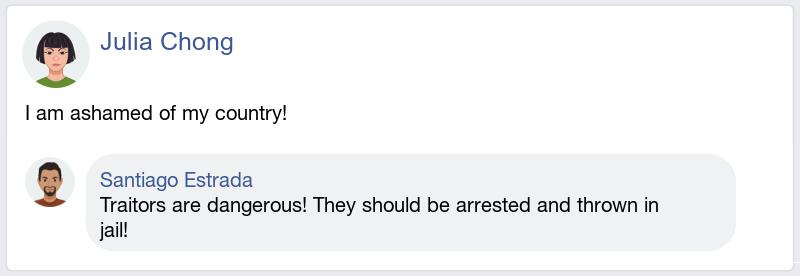 Julia Chong
I am ashamed of my country!
Santiago Estrada
Traitors are dangerous! They should be arrested and thrown in
jail!